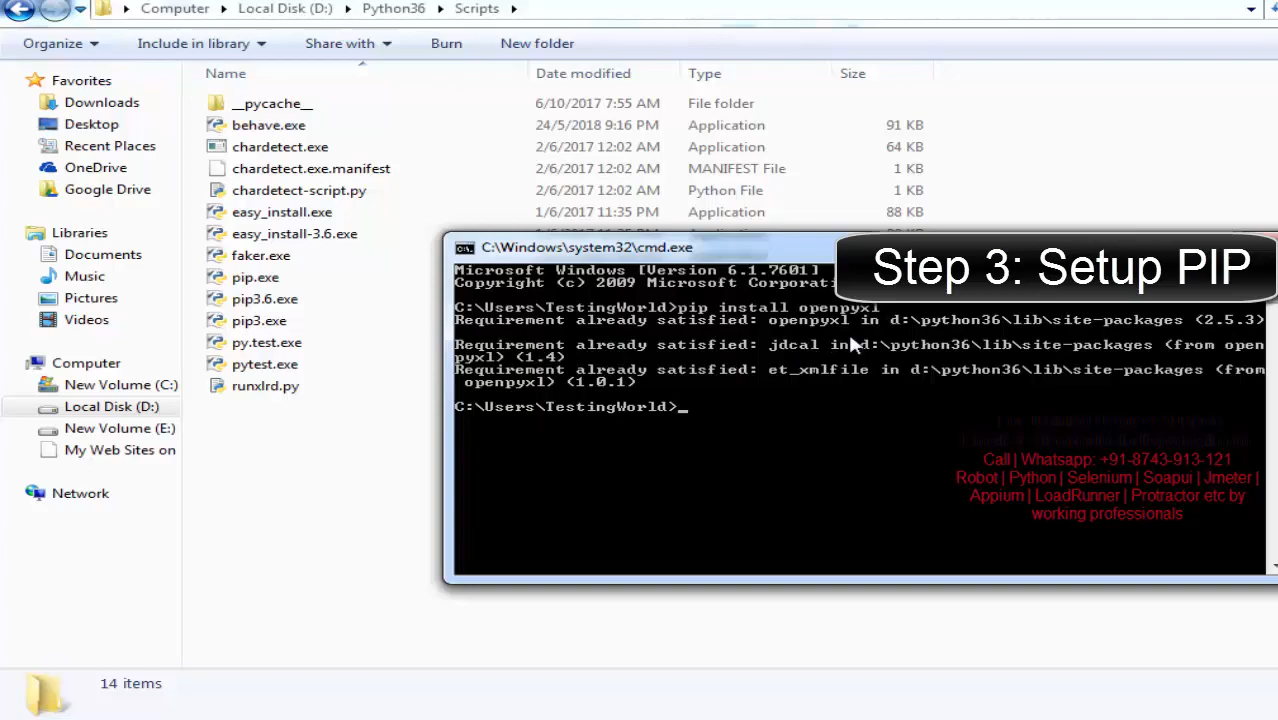 Computer Local Disk (D:) Python36 Scripts
Organize Include in library Share with Burn New folder
Favorites
Downloads
Desktop
Recent Places
OneDrive
Google Drive
Libraries
Documents
Music
Pictures
Videos
Computer
New Volume (C:)
Local Disk (D:)
New Volume (E:)
My Web Sites on
Network
Name Date modified Type Size
__pycache__ 6/10/2017 7:55 AM File folder
behave.exe 24/5/2018 9:16 PM Application 91 KB
chardetect.exe 2/6/2017 12:02 AM Application 64 KB
chardetect.exe.manifest 2/6/2017 12:02 AM MANIFEST File 1 KB
chardetect-script.py 2/6/2017 12:02 AM Python File 1 KB
easy_install.exe 1/6/2017 11:35 PM Application 88 KB
easy_install-3.6.exe
faker.exe
pip.exe
pip3.6.exe
pip3.exe
py.test.exe
pytest.exe
runxlrd.py
C:\Windows\system32\cmd.exe
Step 3: Setup PIP
Microsoft Windows [Version 6.1.7601]
Copyright (c) 2009 Microsoft
C:\Users\TestingWorld>pip install openpyxl
Requirement already satisfied: openpyxl in d:\python36\lib\site-packages (2.5.3)
Requirement already satisfied: jdcal in d:\python36\lib\site-packages (from open
pyxl) (1.4)
Requirement already satisfied: et_xmlfile in d:\python36\lib\site-packages (from
openpyxl) (1.0.1)
C:\Users\TestingWorld>_
Call | Whatsapp: +91-8743-913-121
Robot | Python | Selenium | Soapui | Jmeter |
Appium | LoadRunner | Protractor etc by
working professionals
14 items